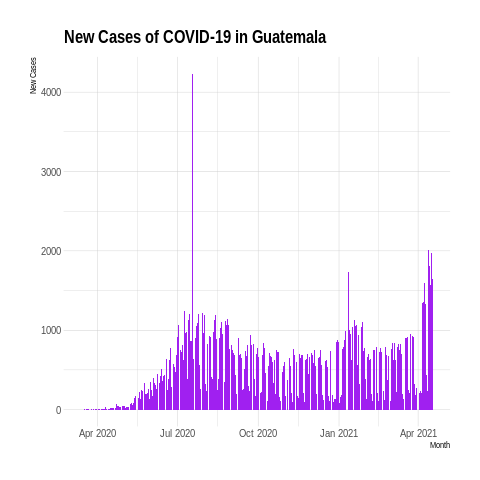 New Cases of COVID-19 in Guatemala
New Cases
4000
3000
2000
1000
0
Apr 2020
Jul 2020
Oct 2020
Jan 2021
Apr 2021
Month